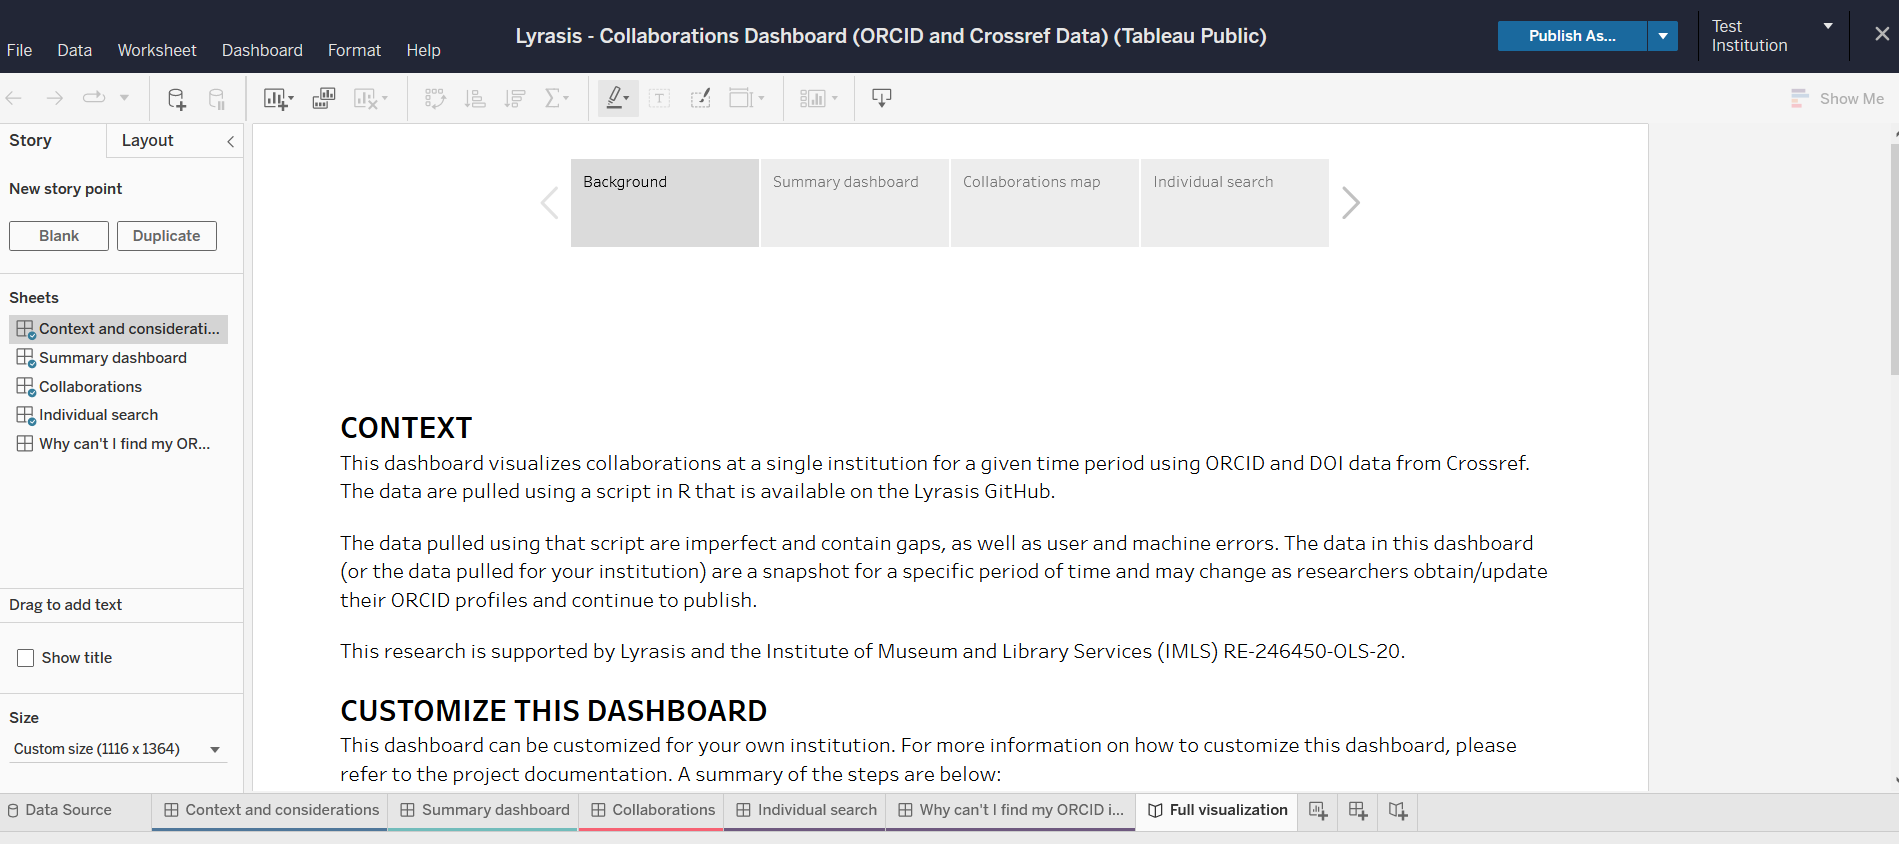 Lyrasis - Collaborations Dashboard (ORCID and Crossref Data) (Tableau Public)
File Data Worksheet Dashboard Format Help
Publish As...
Test
Institution
Show Me
Story Layout
New story point
Blank Duplicate
Sheets
Context and considerati...
Summary dashboard
Collaborations
Individual search
Why can't I find my OR...
Drag to add text
Show title
Size
Custom size (1116 x 1364)
Background Summary dashboard Collaborations map Individual search
CONTEXT
This dashboard visualizes collaborations at a single institution for a given time period using ORCID and DOI data from Crossref.
The data are pulled using a script in R that is available on the Lyrasis GitHub.
The data pulled using that script are imperfect and contain gaps, as well as user and machine errors. The data in this dashboard
(or the data pulled for your institution) are a snapshot for a specific period of time and may change as researchers obtain/update
their ORCID profiles and continue to publish.
This research is supported by Lyrasis and the Institute of Museum and Library Services (IMLS) RE-246450-OLS-20.
CUSTOMIZE THIS DASHBOARD
This dashboard can be customized for your own institution. For more information on how to customize this dashboard, please
refer to the project documentation. A summary of the steps are below:
Data Source Context and considerations Summary dashboard Collaborations Individual search Why can't I find my ORCID i... Full visualization